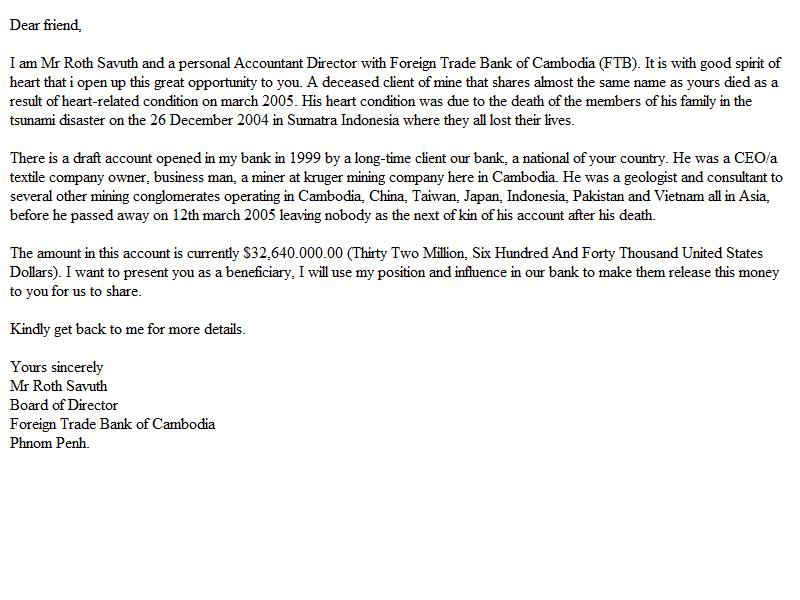 Dear friend,
I am Mr Roth Savuth and a personal Accountant Director with Foreign Trade Bank of Cambodia (FTB). It is with good spirit of
heart that i open up this great opportunity to you. A deceased client of mine that shares almost the same name as yours died as a
result of heart-related condition on march 2005. His heart condition was due to the death of the members of his family in the
tsunami disaster on the 26 December 2004 in Sumatra Indonesia where they all lost their lives.
There is a draft account opened in my bank in 1999 by a long-time client our bank, a national of your country. He was a CEO/a
textile company owner, business man, a miner at kruger mining company here in Cambodia. He was a geologist and consultant to
several other mining conglomerates operating in Cambodia, China, Taiwan, Japan, Indonesia, Pakistan and Vietnam all in Asia,
before he passed away on 12th march 2005 leaving nobody as the next of kin of his account after his death.
The amount in this account is currently $32,640.000.00 (Thirty Two Million, Six Hundred And Forty Thousand United States
Dollars). I want to present you as a beneficiary, I will use my position and influence in our bank to make them release this money
to you for us to share.
Kindly get back to me for more details.
Yours sincerely
Mr Roth Savuth
Board of Director
Foreign Trade Bank of Cambodia
Phnom Penh.